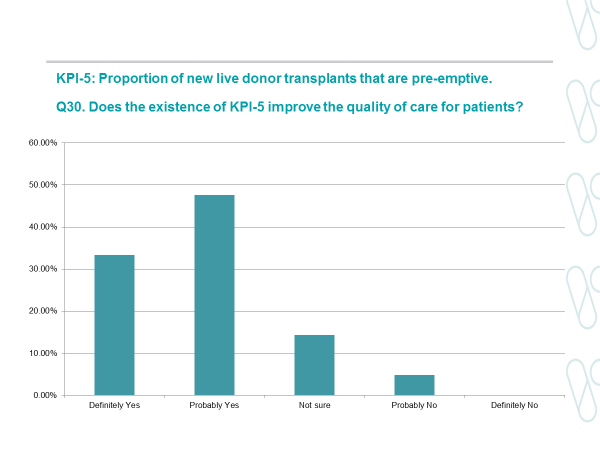 KPI-5: Proportion of new live donor transplants that are pre-emptive.
Q30. Does the existence of KPI-5 improve the quality of care for patients?
60.00%
50.00%
40.00%
30.00%
20.00%
10.00%
0.00%
Definitely Yes Probably Yes Not sure Probably No Definitely No